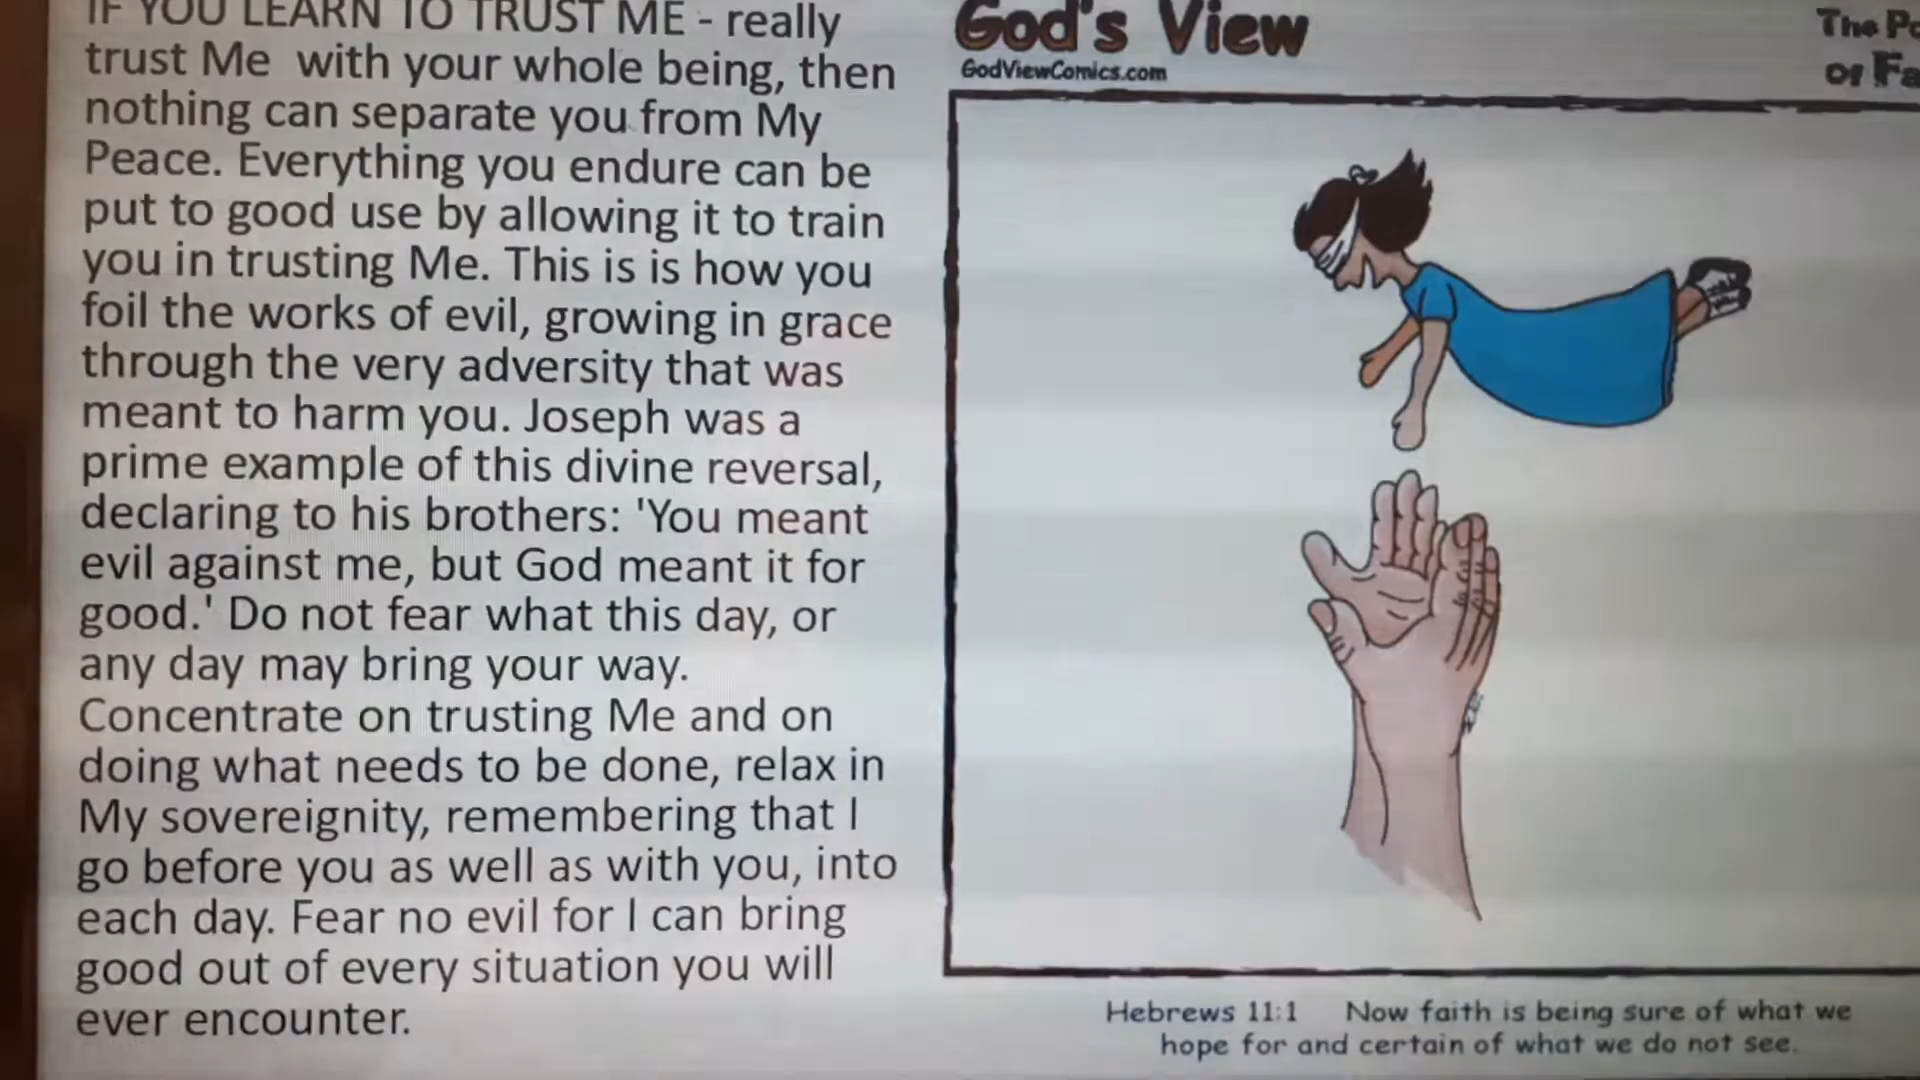 IF YOU LEARN TO TRUST ME - really
trust Me with your whole being, then
nothing can separate you from My
Peace. Everything you endure can be
put to good use by allowing it to train
you in trusting Me. This is is how you
foil the works of evil, growing in grace
through the very adversity that was
meant to harm you. Joseph was a
prime example of this divine reversal,
declaring to his brothers: 'You meant
evil against me, but God meant it for
good.' Do not fear what this day, or
any day may bring your way.
Concentrate on trusting Me and on
doing what needs to be done, relax in
My sovereignity, remembering that I
go before you as well as with you, into
each day. Fear no evil for I can bring
good out of every situation you will
ever encounter.
God's View
GodViewComics.com
The
of
Hebrews 11:1 Now faith is being sure of what we
hope for and certain of what we do not see.